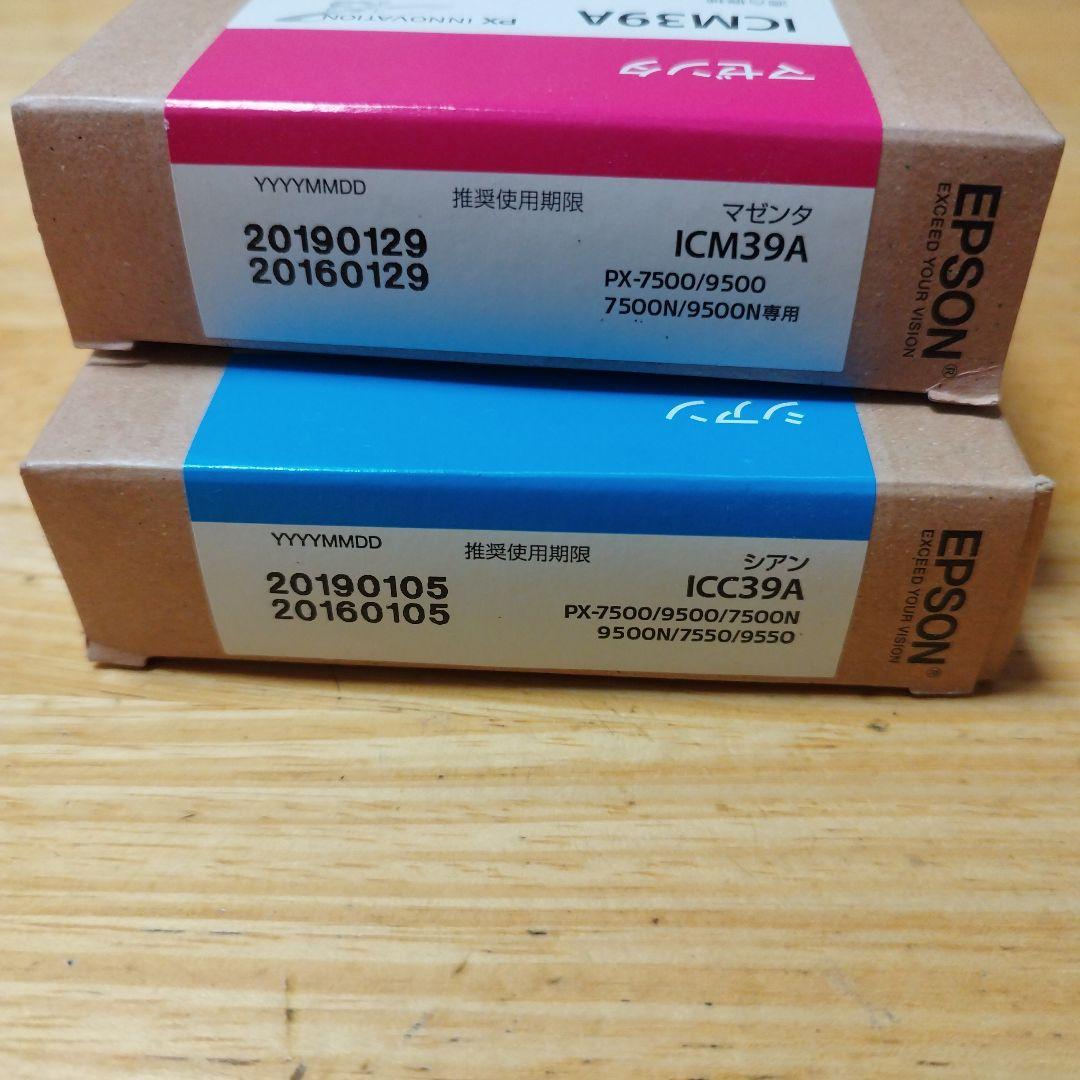 ICM39A
PX INNOVATION
マゼンタ
YYYYMMDD
推奨使用期限
20190129
20160129
マゼンタ
ICM39A
PX-7500/9500
7500N/9500N専用
EPSON®
EXCEED YOUR VISION
シアン
YYYYMMDD
推奨使用期限
20190105
20160105
シアン
ICC39A
PX-7500/9500/7500N
9500N/7550/9550
EPSON®
EXCEED YOUR VISION